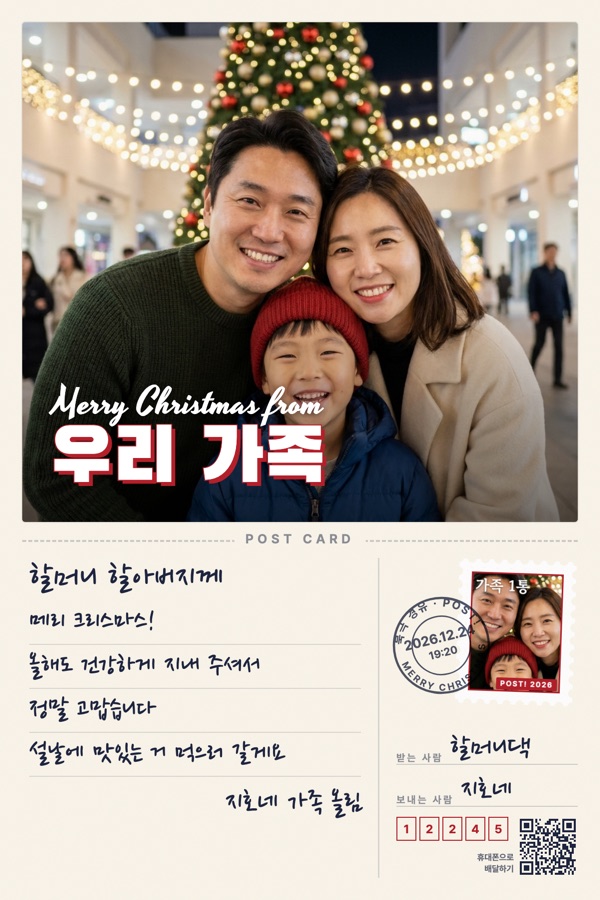 Merry Christmas from
우리 가족
POST CARD
할머니 할아버지께
메리 크리스마스!
올해도 건강하게 지내 주셔서
정말 고맙습니다
설날에 맛있는 거 먹으러 갈게요
지호네 가족 올림
가족 1통
POST! 2026
북극 경유 · POST
2026.12.24
19:20
MERRY CHRIS
받는 사람 할머니댁
보내는 사람 지호네
1 2 2 4 5
휴대폰으로
배달하기